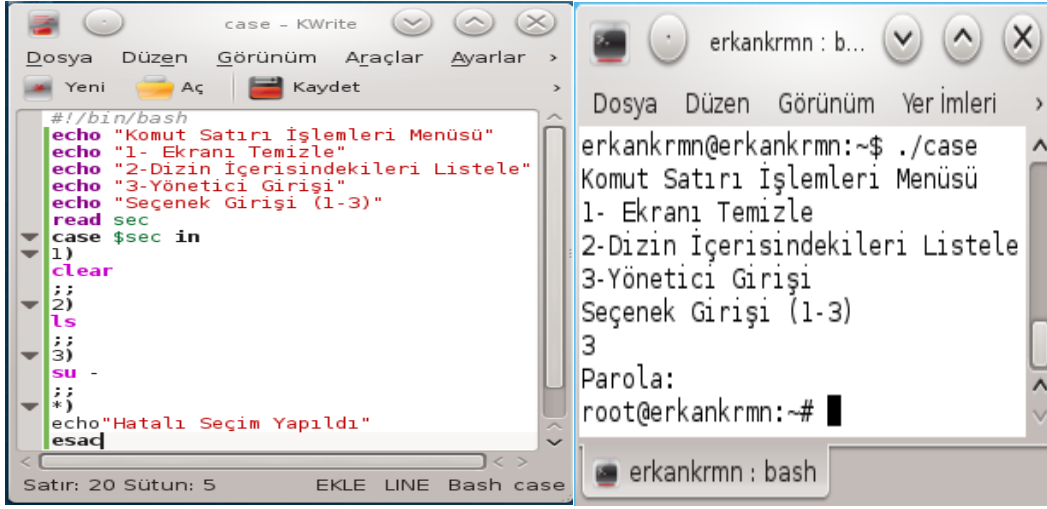 case – KWrite
Dosya Düzen Görünüm Araçlar Ayarlar >
Yeni Aç Kaydet >
#!/bin/bash
echo "Komut Satırı İşlemleri Menüsü"
echo "1- Ekranı Temizle"
echo "2-Dizin İçerisindekileri Listele"
echo "3-Yönetici Girişi"
echo "Seçenek Girişi (1-3)"
read sec
case $sec in
1)
clear
;;
2)
ls
;;
3)
su -
;;
*)
echo"Hatalı Seçim Yapıldı"
esac
Satır: 20 Sütun: 5 EKLE LINE Bash case
erkankrmn : b...
Dosya Düzen Görünüm Yer İmleri >
erkankrmn@erkankrmn:~$ ./case
Komut Satırı İşlemleri Menüsü
1- Ekranı Temizle
2-Dizin İçerisindekileri Listele
3-Yönetici Girişi
Seçenek Girişi (1-3)
3
Parola:
root@erkankrmn:~#
erkankrmn : bash